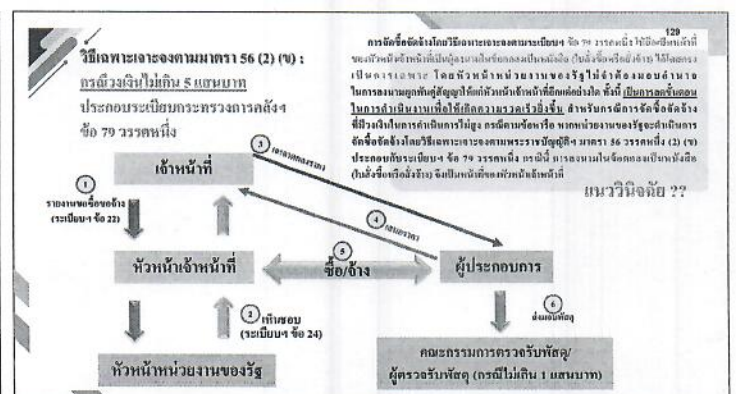 วิธีเฉพาะเจาะจงตามมาตรา 56 (2) (ข) :
กรณีวงเงินไม่เกิน 5 แสนบาท
ประกอบระเบียบกระทรวงการคลังฯ
ข้อ 79 วรรคหนึ่ง
129
การจัดซื้อจัดจ้างโดยวิธีเฉพาะเจาะจงตามระเบียบฯ ข้อ 79 วรรคหนึ่ง
ของหัวหน้าเจ้าหน้าที่ผู้ลงนามในข้อตกลงเป็นหนังสือ (ใบสั่งซื้อหรือสั่งจ้าง) ได้โดยตรง
เป็นการเฉพาะ โดยหัวหน้าหน่วยงานของรัฐไม่จำต้องมอบอำนาจ
ในการลงนามผูกพันคู่สัญญาให้แก่หัวหน้าเจ้าหน้าที่อีกแต่อย่างใด ทั้งนี้ เป็นการลดขั้นตอน
ในการดำเนินงานเพื่อให้เกิดความรวดเร็วยิ่งขึ้น สำหรับกรณีการจัดซื้อจัดจ้าง
ที่มีวงเงินในการดำเนินการไม่สูง กรณีตามข้อหารือ หากหน่วยงานของรัฐจะดำเนินการ
จัดซื้อจัดจ้างโดยวิธีเฉพาะเจาะจงตามพระราชบัญญัติฯ มาตรา 56 วรรคหนึ่ง (2) (ข)
ประกอบกับระเบียบฯ ข้อ 79 วรรคหนึ่ง กรณีนี้ การลงนามในข้อตกลงเป็นหนังสือ
(ใบสั่งซื้อหรือสั่งจ้าง) จึงเป็นหน้าที่ของหัวหน้าเจ้าหน้าที่
แนววินิจฉัย ??
เจ้าหน้าที่
3 เจรจาตกลงราคา
1
รายงานขอซื้อขอจ้าง
(ระเบียบฯ ข้อ 22)
4 เสนอราคา
หัวหน้าเจ้าหน้าที่
5
ซื้อ/จ้าง
ผู้ประกอบการ
2 เห็นชอบ
(ระเบียบฯ ข้อ 24)
6
ส่งมอบพัสดุ
หัวหน้าหน่วยงานของรัฐ
คณะกรรมการตรวจรับพัสดุ/
ผู้ตรวจรับพัสดุ (กรณีไม่เกิน 1 แสนบาท)